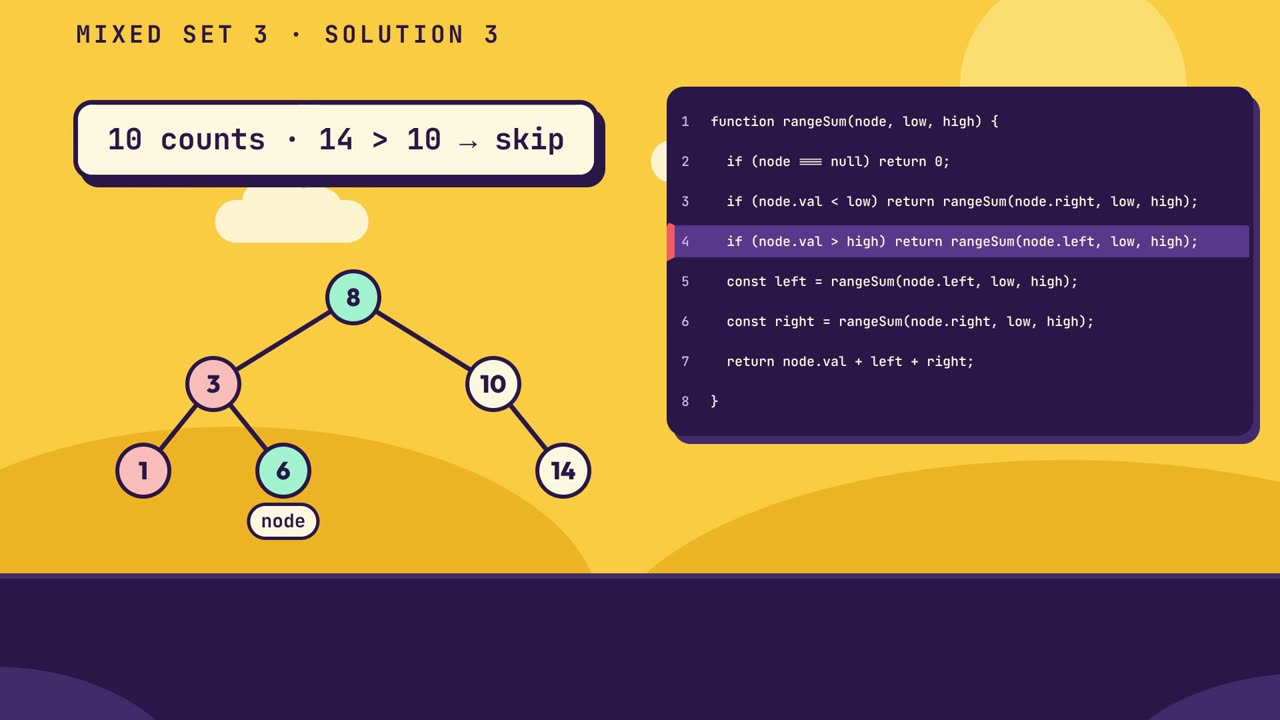 MIXED SET 3 · SOLUTION 3
10 counts · 14 > 10 → skip
8
3
10
1
6
14
node
1 function rangeSum(node, low, high) {
2 if (node === null) return 0;
3 if (node.val < low) return rangeSum(node.right, low, high);
4 if (node.val > high) return rangeSum(node.left, low, high);
5 const left = rangeSum(node.left, low, high);
6 const right = rangeSum(node.right, low, high);
7 return node.val + left + right;
8 }